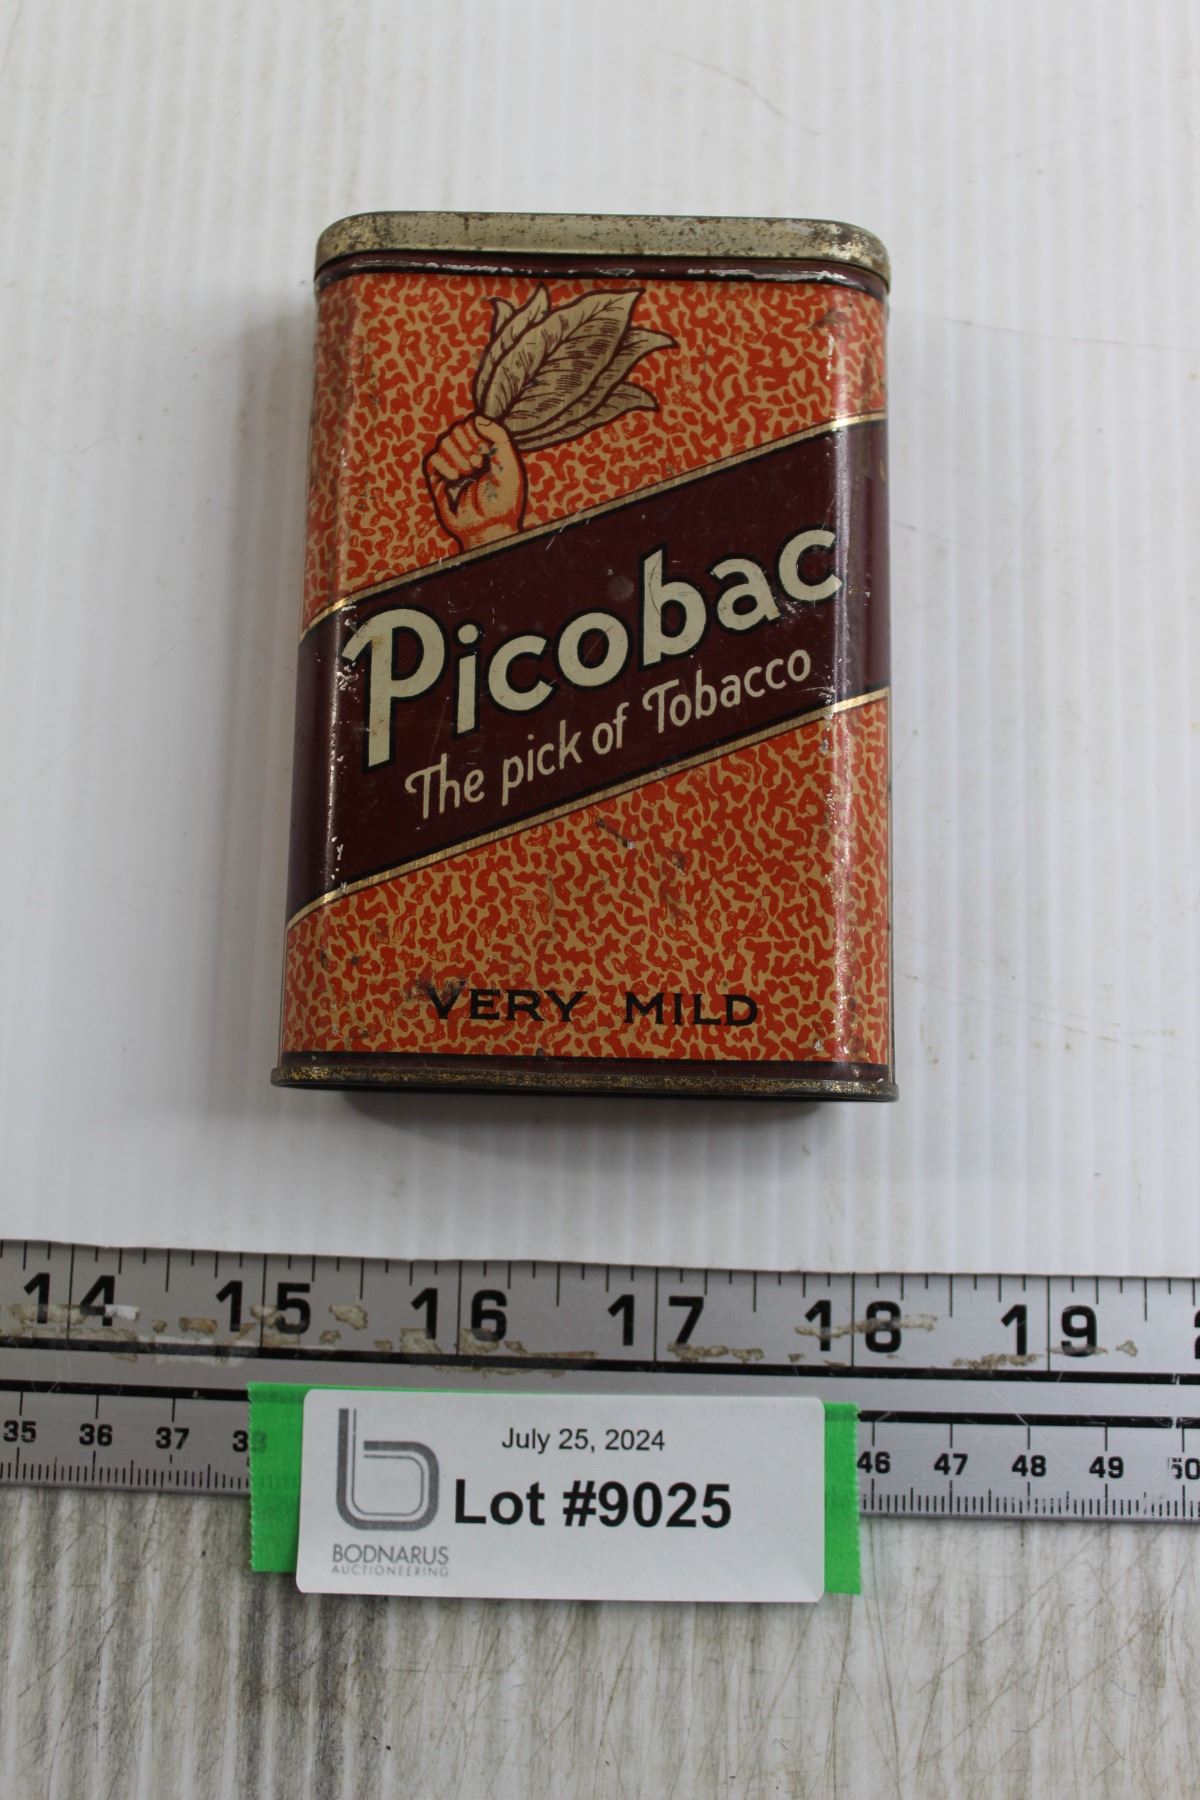 Picobac
The pick of Tobacco
VERY MILD
14 15 16 17 18 19
35 36 37 46 47 48 49 50
July 25, 2024
Lot #9025
BODNARUS
AUCTIONEERING